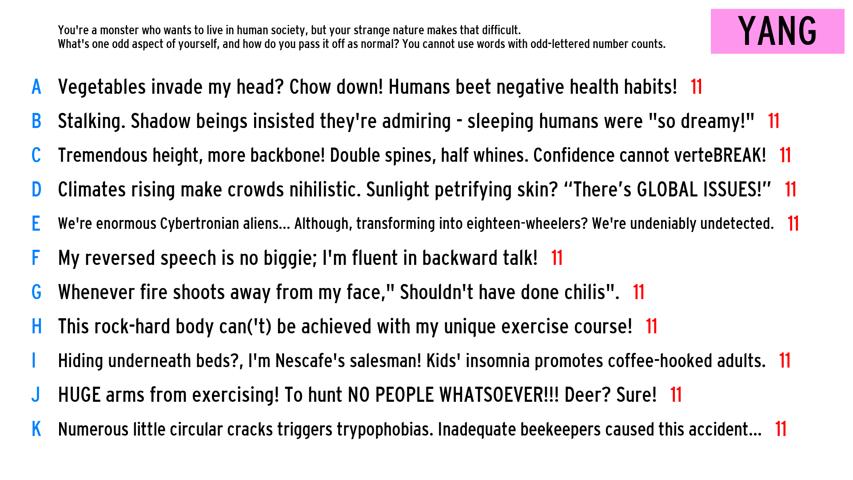 You're a monster who wants to live in human society, but your strange nature makes that difficult.
What's one odd aspect of yourself, and how do you pass it off as normal? You cannot use words with odd-lettered number counts.
YANG
A Vegetables invade my head? Chow down! Humans beet negative health habits! 11
B Stalking. Shadow beings insisted they're admiring - sleeping humans were "so dreamy!" 11
C Tremendous height, more backbone! Double spines, half whines. Confidence cannot verteBREAK! 11
D Climates rising make crowds nihilistic. Sunlight petrifying skin? “There’s GLOBAL ISSUES!” 11
E We're enormous Cybertronian aliens... Although, transforming into eighteen-wheelers? We're undeniably undetected. 11
F My reversed speech is no biggie; I'm fluent in backward talk! 11
G Whenever fire shoots away from my face," Shouldn't have done chilis". 11
H This rock-hard body can('t) be achieved with my unique exercise course! 11
I Hiding underneath beds?, I'm Nescafe's salesman! Kids' insomnia promotes coffee-hooked adults. 11
J HUGE arms from exercising! To hunt NO PEOPLE WHATSOEVER!!! Deer? Sure! 11
K Numerous little circular cracks triggers trypophobias. Inadequate beekeepers caused this accident... 11